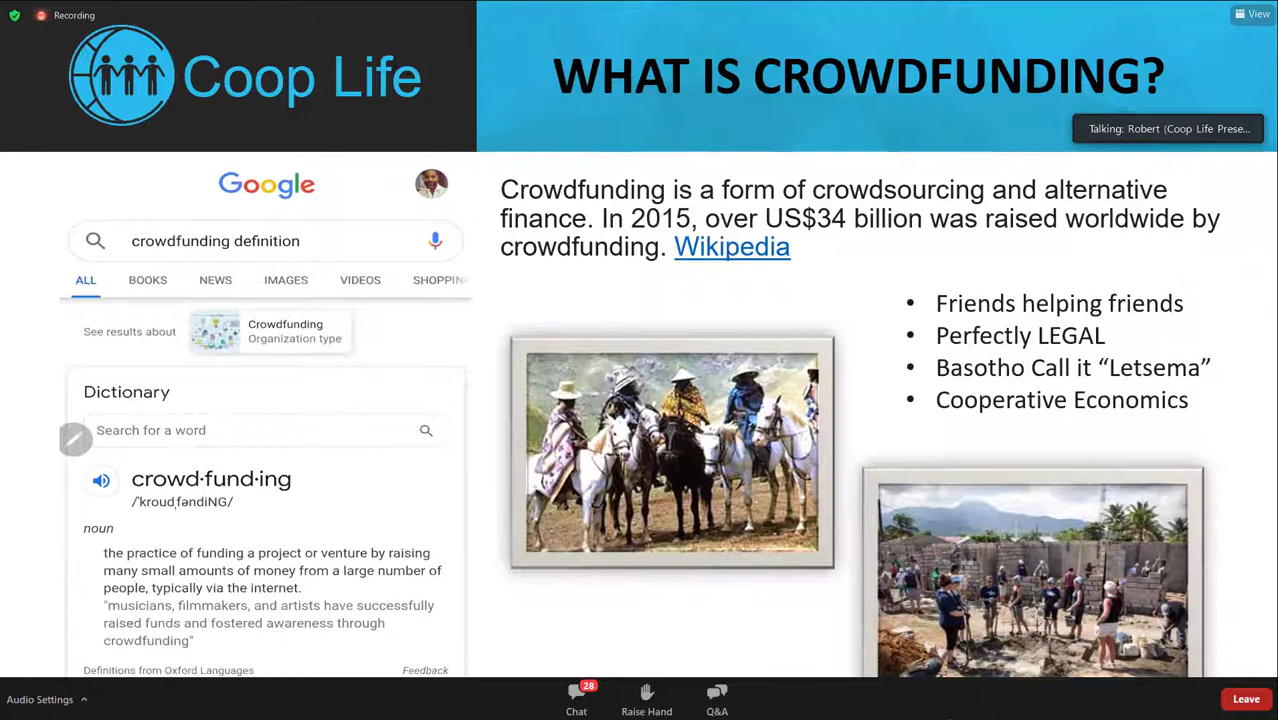 Recording
View
Coop Life
WHAT IS CROWDFUNDING?
Talking: Robert (Coop Life Prese...
Google
crowdfunding definition
ALL BOOKS NEWS IMAGES VIDEOS SHOPPING
See results about
Crowdfunding
Organization type
Dictionary
Search for a word
crowd·fund·ing
/ˈkroudˌfəndiNG/
noun
the practice of funding a project or venture by raising
many small amounts of money from a large number of
people, typically via the internet.
"musicians, filmmakers, and artists have successfully
raised funds and fostered awareness through
crowdfunding"
Definitions from Oxford Languages
Feedback
Crowdfunding is a form of crowdsourcing and alternative
finance. In 2015, over US$34 billion was raised worldwide by
crowdfunding. Wikipedia
• Friends helping friends
• Perfectly LEGAL
• Basotho Call it “Letsema”
• Cooperative Economics
Audio Settings
28
Chat
Raise Hand
Q&A
Leave